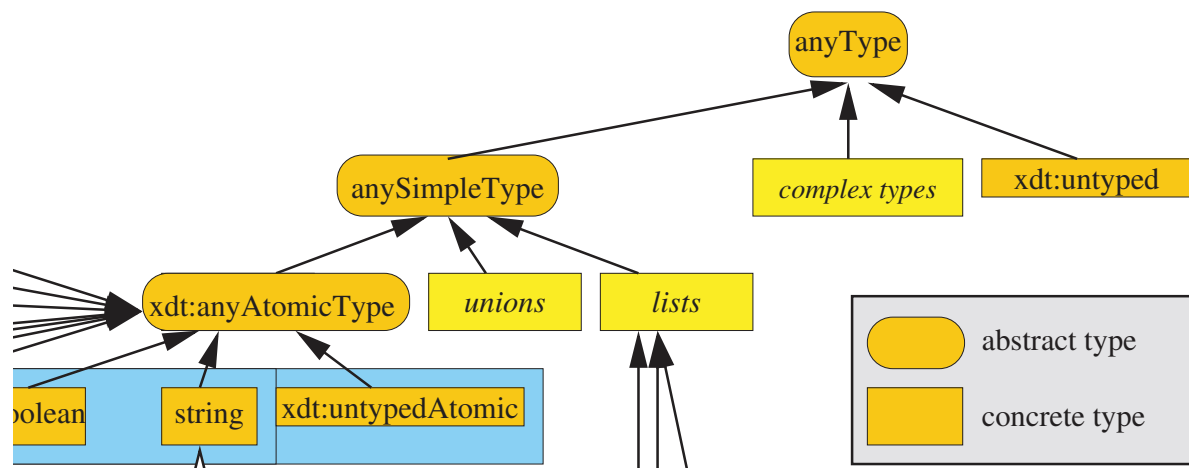 anyType
anySimpleType
complex types
xdt:untyped
xdt:anyAtomicType
unions
lists
abstract type
string
xdt:untypedAtomic
concrete type